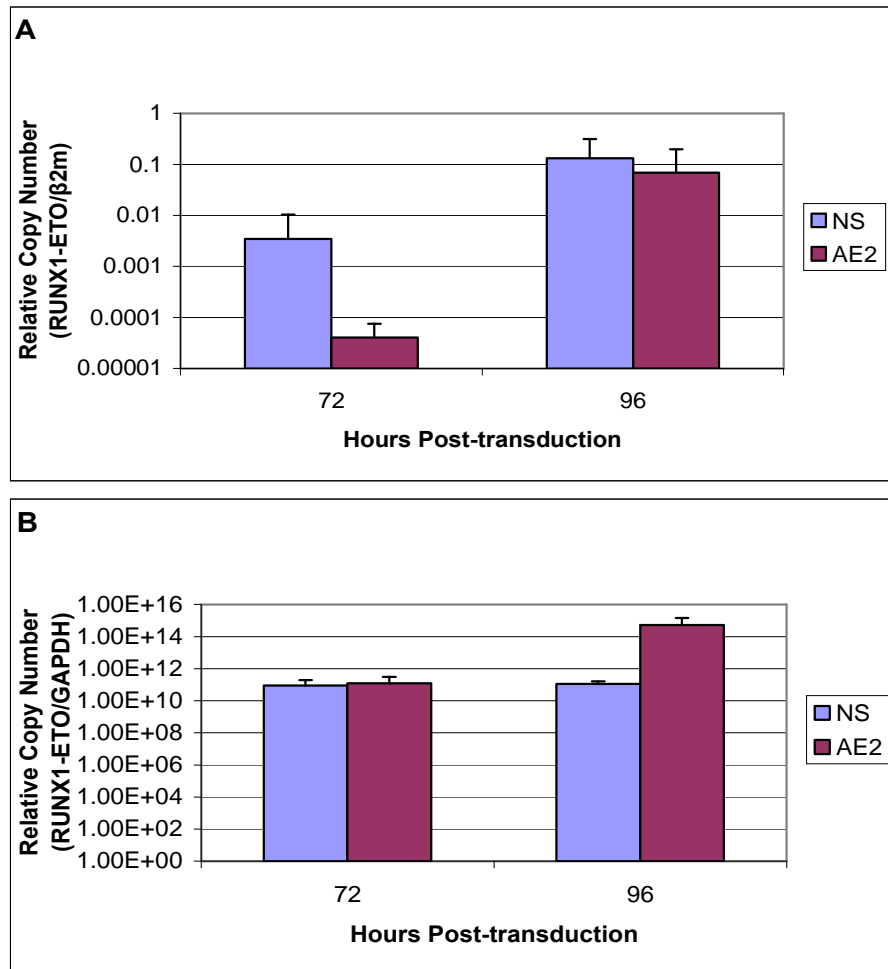 A
Relative Copy Number
(RUNX1-ETO/β2m)
1
0.1
0.01
0.001
0.0001
0.00001
72
96
Hours Post-transduction
NS
AE2
B
Relative Copy Number
(RUNX1-ETO/GAPDH)
1.00E+16
1.00E+14
1.00E+12
1.00E+10
1.00E+08
1.00E+06
1.00E+04
1.00E+02
1.00E+00
72
96
Hours Post-transduction
NS
AE2